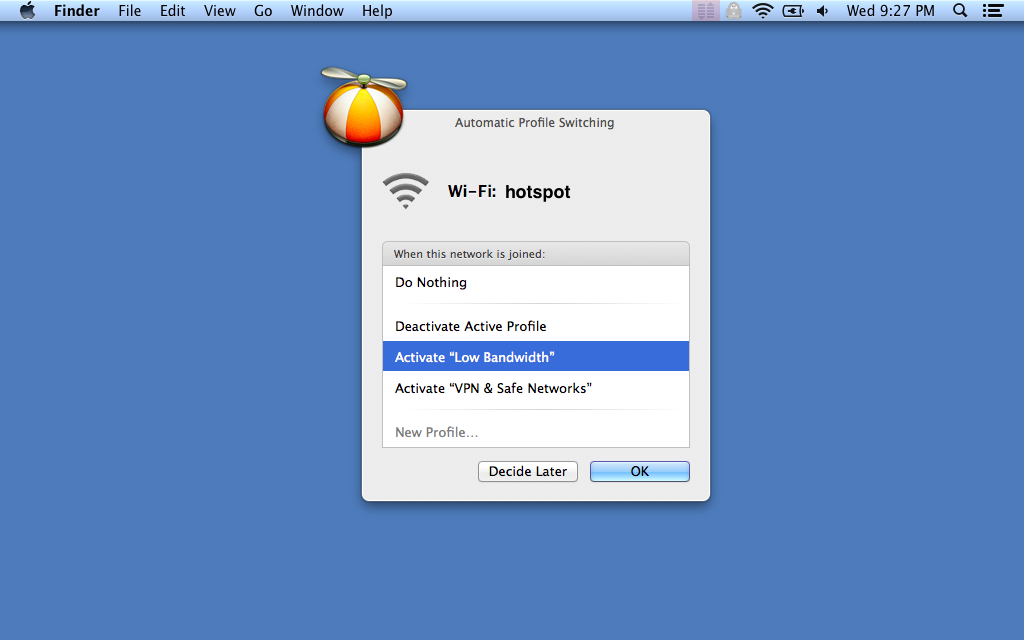 Finder File Edit View Go Window Help Wed 9:27 PM
Automatic Profile Switching
Wi-Fi: hotspot
When this network is joined:
Do Nothing
Deactivate Active Profile
Activate “Low Bandwidth”
Activate “VPN & Safe Networks”
New Profile...
Decide Later OK